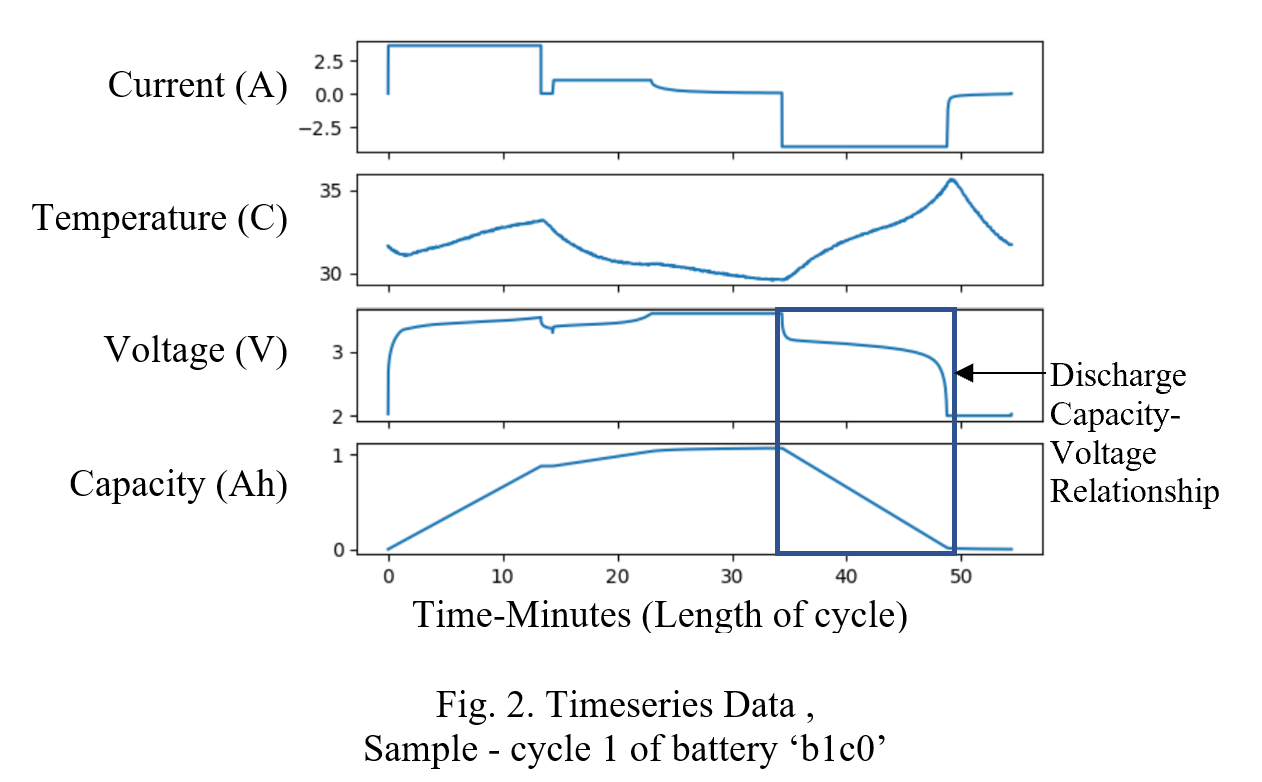 Current (A)
2.5
0.0
−2.5
Temperature (C)
35
30
Voltage (V)
3
2
Discharge
Capacity-
Voltage
Relationship
Capacity (Ah)
1
0
0 10 20 30 40 50
Time-Minutes (Length of cycle)
Fig. 2. Timeseries Data ,
Sample - cycle 1 of battery ‘b1c0’